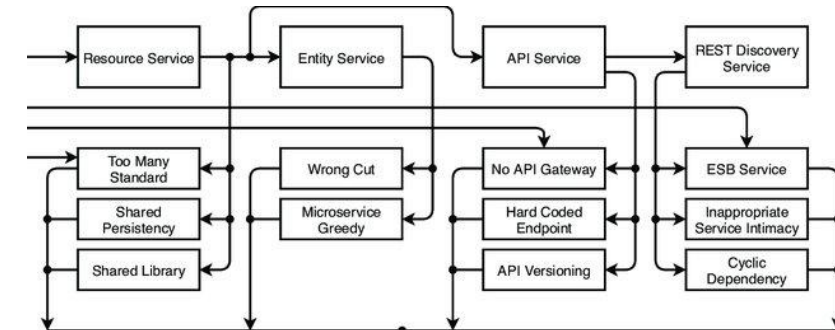 Resource Service
Entity Service
API Service
REST Discovery
Service
Too Many
Standard
Wrong Cut
No API Gateway
ESB Service
Shared
Persistency
Microservice
Greedy
Hard Coded
Endpoint
Inappropriate
Service Intimacy
Shared Library
API Versioning
Cyclic
Dependency